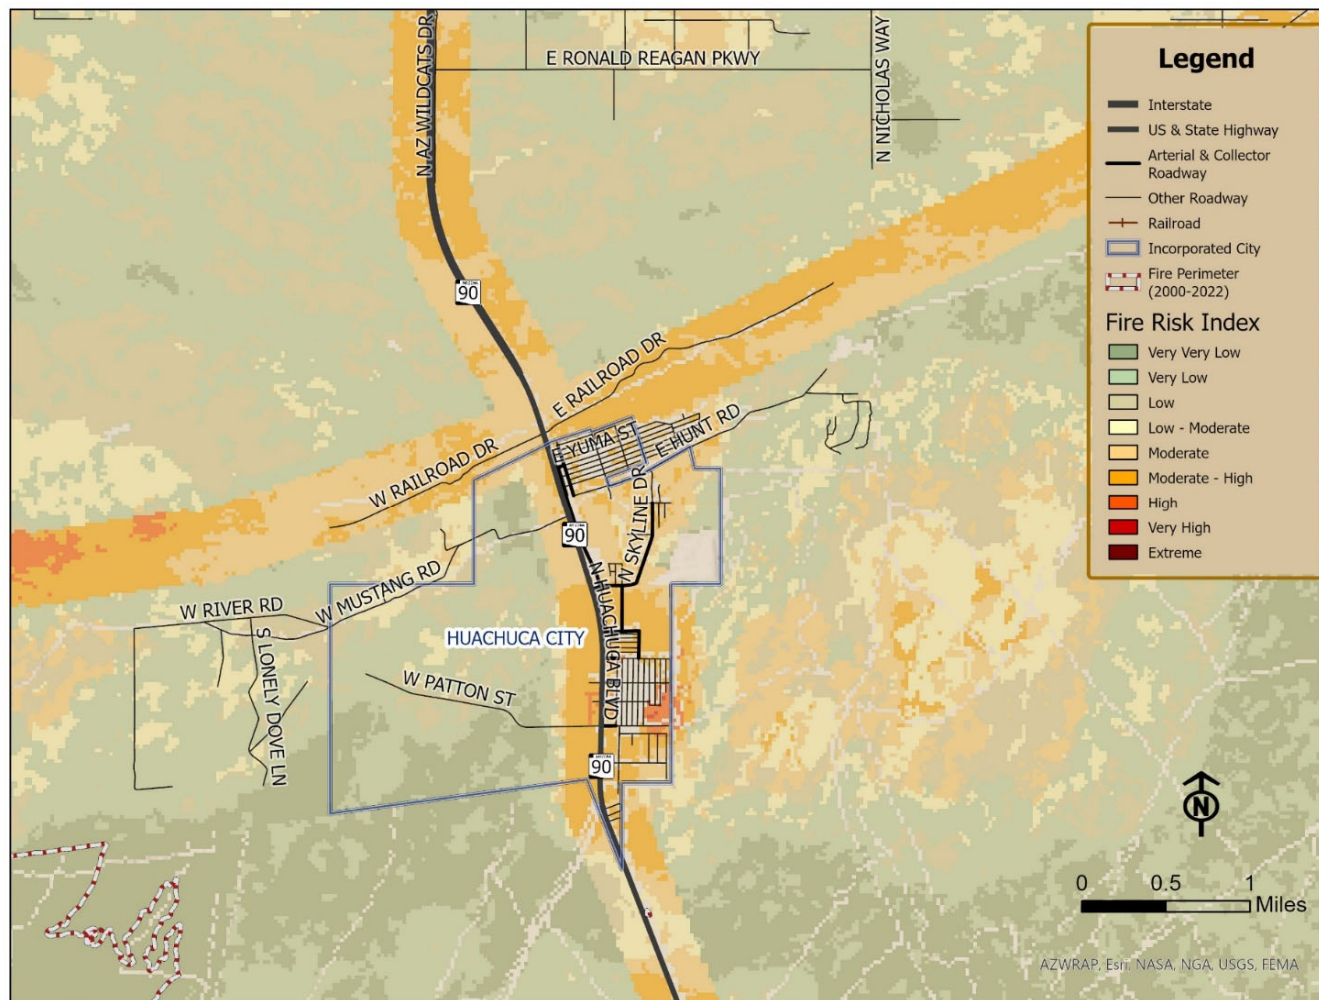 N AZ WILDCATS DR
E RONALD REAGAN PKWY
N NICHOLAS WAY
Legend
Interstate
US & State Highway
Arterial & Collector
Roadway
Other Roadway
Railroad
Incorporated City
Fire Perimeter
(2000-2022)
Fire Risk Index
Very Very Low
Very Low
Low
Low - Moderate
Moderate
Moderate - High
High
Very High
Extreme
90
E RAILROAD DR
W RAILROAD DR
E YUMA ST
E HUNT RD
W SKYLINE DR
90
N HUACHUCA BLVD
W MUSTANG RD
W RIVER RD
S LONELY DOVE LN
HUACHUCA CITY
W PATTON ST
90
N
0 0.5 1
Miles
AZWRAP, Esri, NASA, NGA, USGS, FEMA